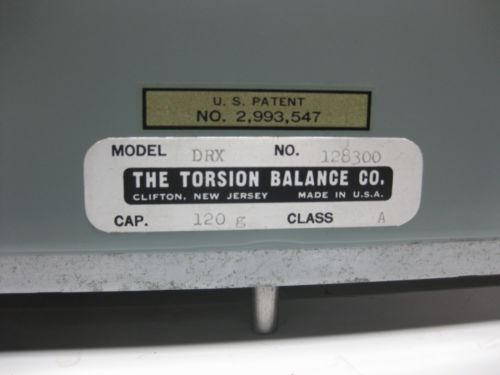 U. S. PATENT
NO. 2,993,547
MODEL DRX NO. 128300
THE TORSION BALANCE CO.
CLIFTON, NEW JERSEY MADE IN U.S.A.
CAP. 120 g CLASS A